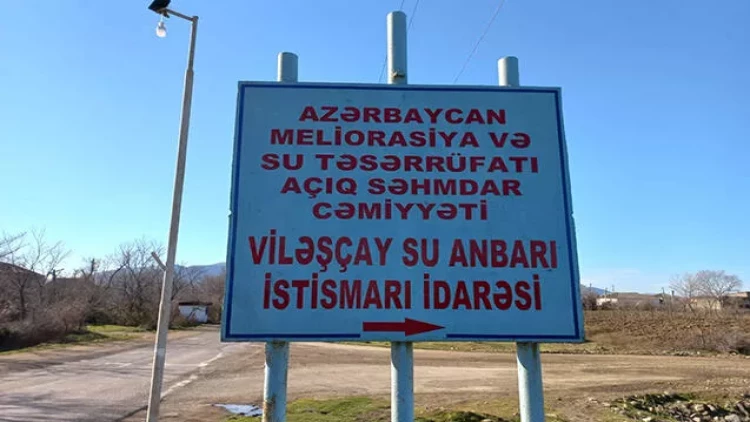 AZƏRBAYCAN
MELİORASİYA VƏ
SU TƏSƏRRÜFATI
AÇIQ SƏHMDAR
CƏMİYYƏTİ
VİLƏŞÇAY SU ANBARI
İSTİSMARI İDARƏSİ